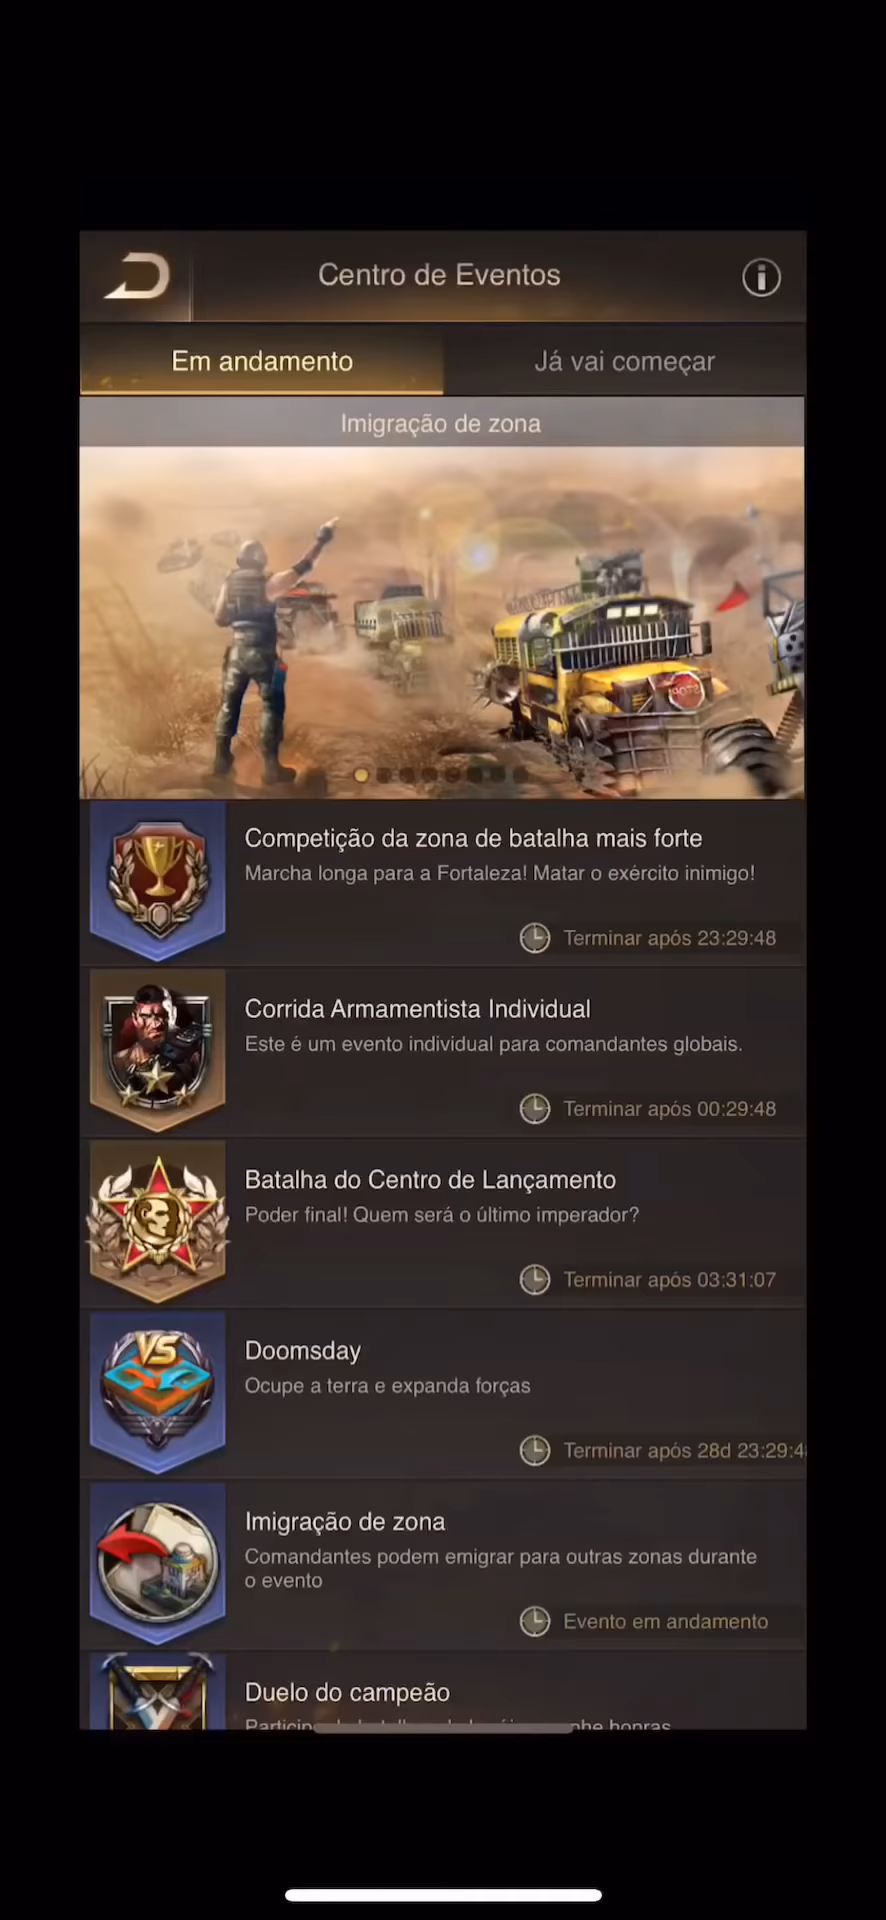 Centro de Eventos
Em andamento
Já vai começar
Imigração de zona
STOP
Competição da zona de batalha mais forte
Marcha longa para a Fortaleza! Matar o exército inimigo!
Terminar após 23:29:48
Corrida Armamentista Individual
Este é um evento individual para comandantes globais.
Terminar após 00:29:48
Batalha do Centro de Lançamento
Poder final! Quem será o último imperador?
Terminar após 03:31:07
VS
Doomsday
Ocupe a terra e expanda forças
Terminar após 28d 23:29:4
Imigração de zona
Comandantes podem emigrar para outras zonas durante
o evento
Evento em andamento
Duelo do campeão
honras